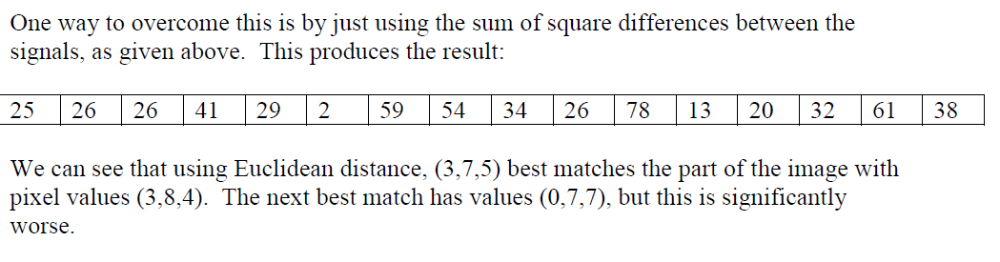 One way to overcome this is by just using the sum of square differences between the
signals, as given above. This produces the result:
25 26 26 41 29 2 59 54 34 26 78 13 20 32 61 38
We can see that using Euclidean distance, (3,7,5) best matches the part of the image with
pixel values (3,8,4). The next best match has values (0,7,7), but this is significantly
worse.